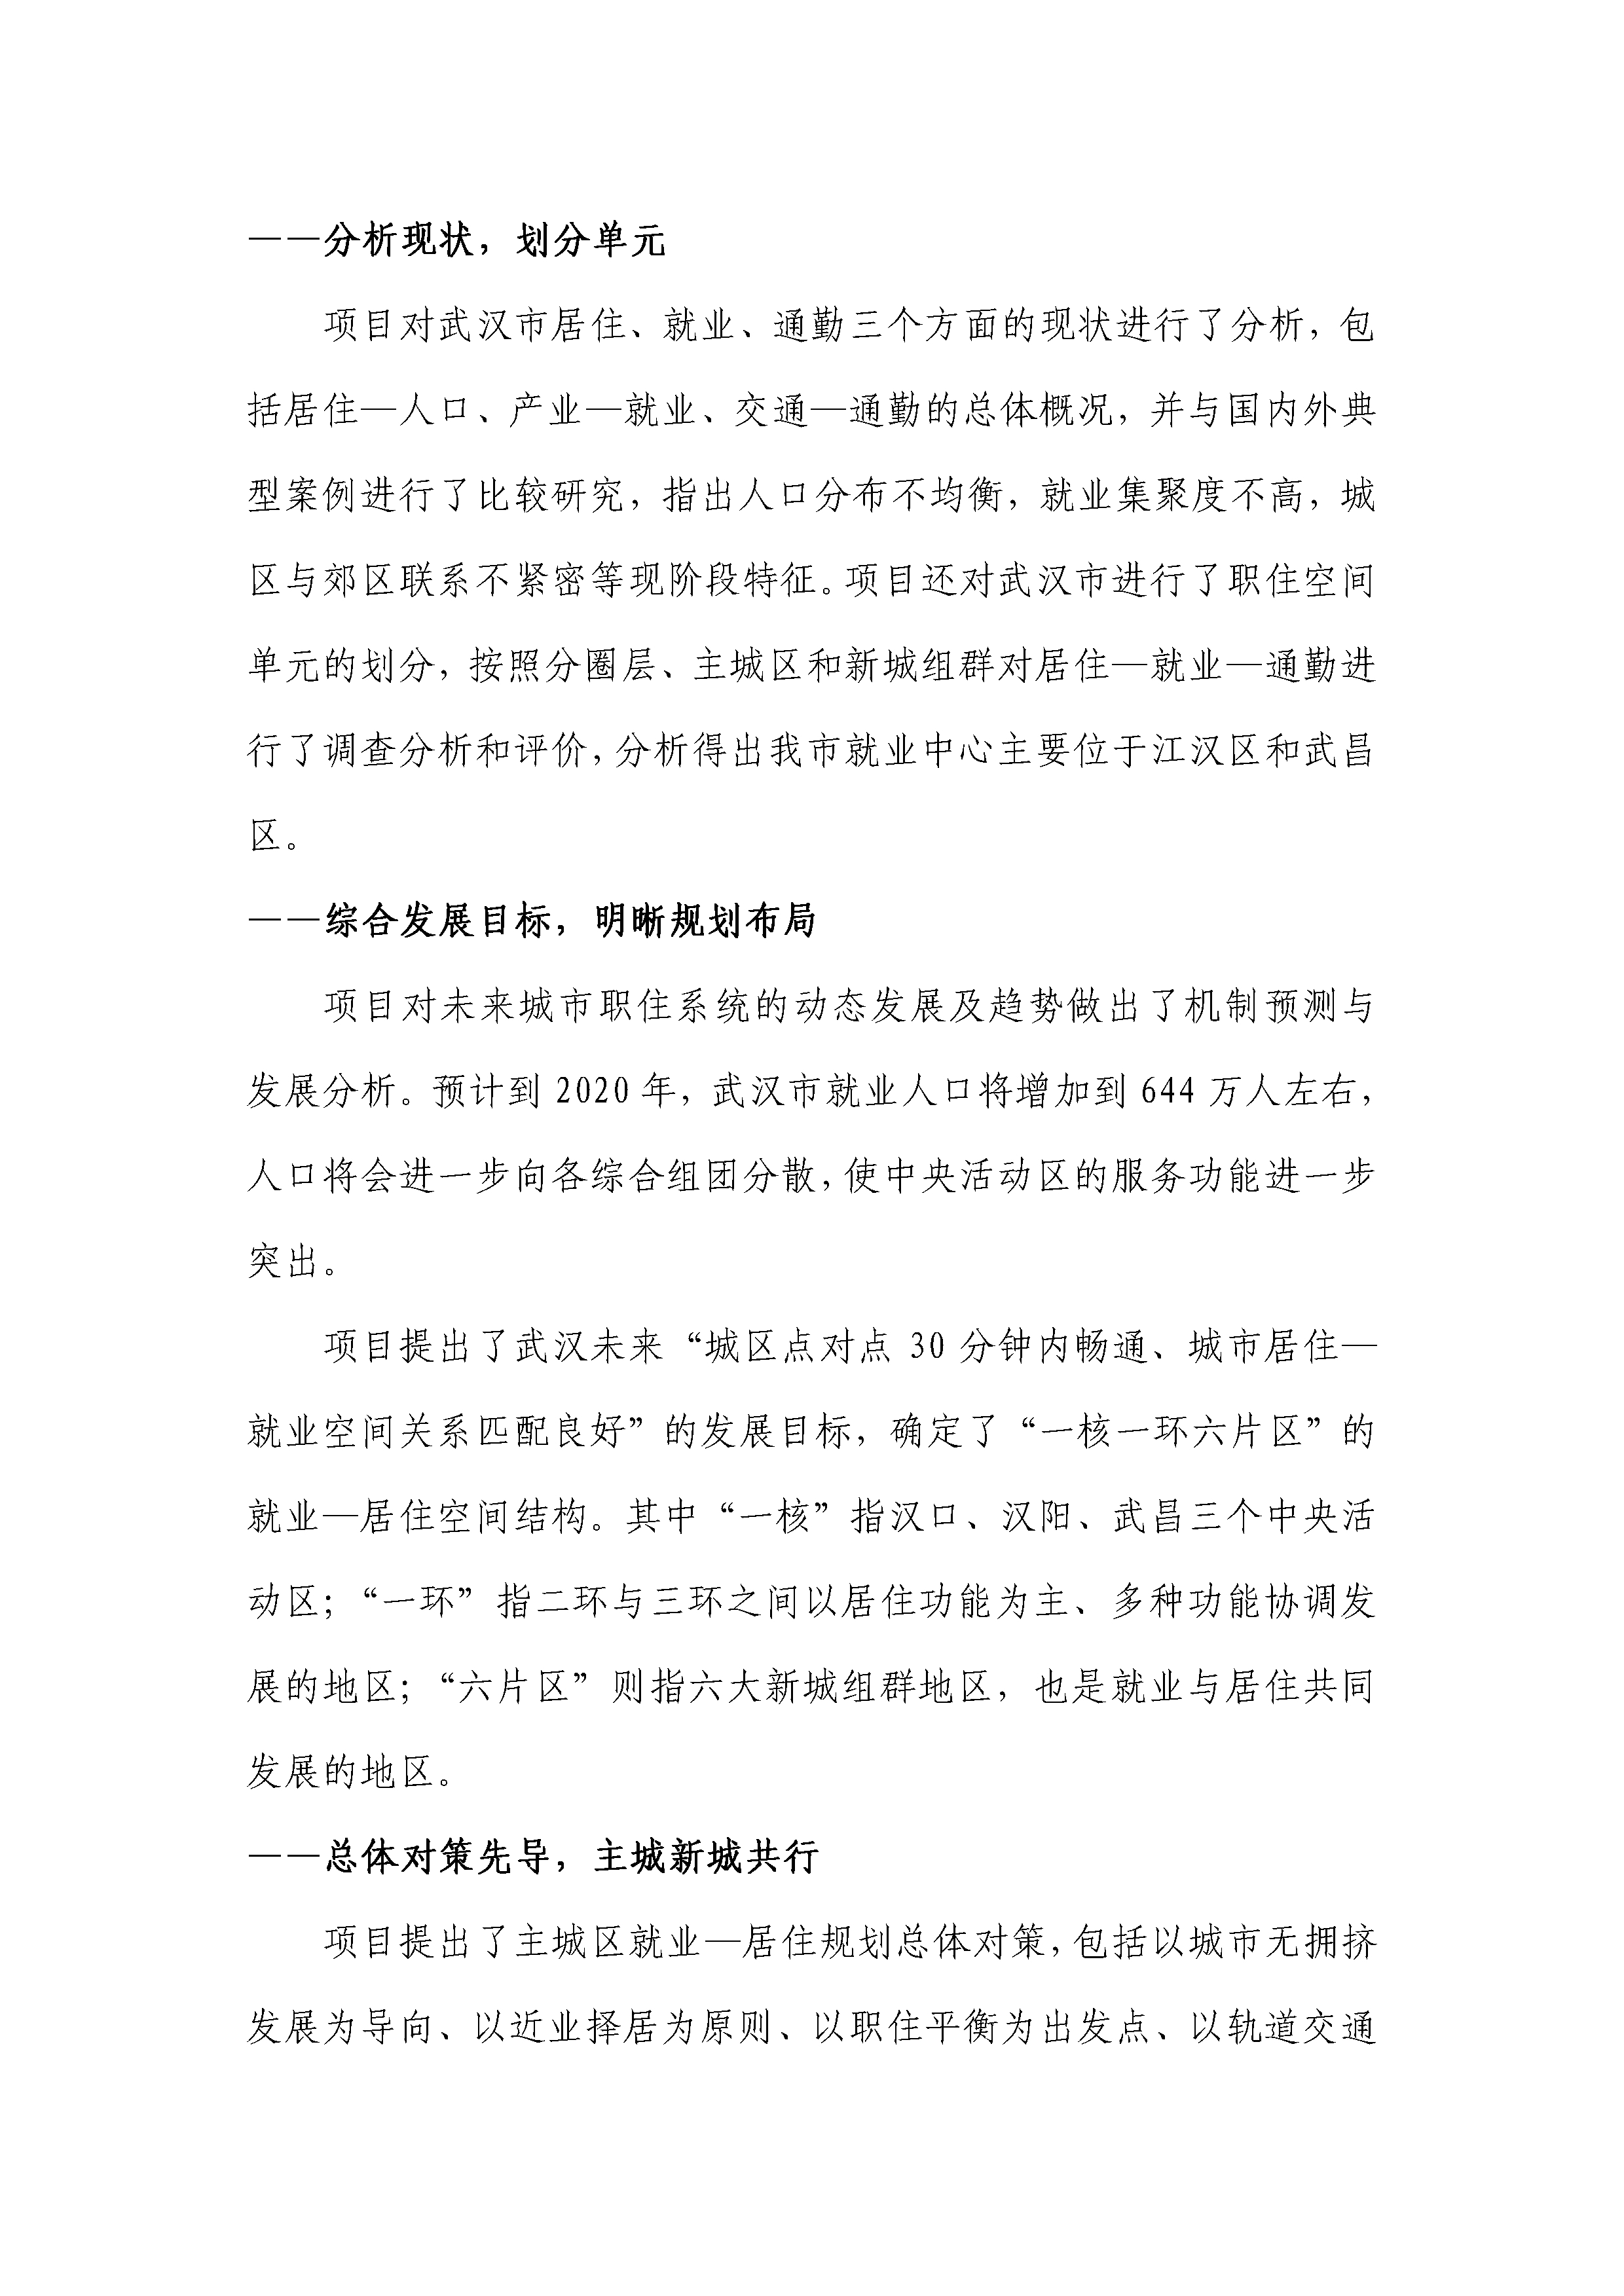 ——分析现状，划分单元
项目对武汉市居住、就业、通勤三个方面的现状进行了分析，包
括居住—人口、产业—就业、交通—通勤的总体概况，并与国内外典
型案例进行了比较研究，指出人口分布不均衡，就业集聚度不高，城
区与郊区联系不紧密等现阶段特征。项目还对武汉市进行了职住空间
单元的划分，按照分圈层、主城区和新城组群对居住—就业—通勤进
行了调查分析和评价，分析得出我市就业中心主要位于江汉区和武昌
区。
——综合发展目标，明晰规划布局
项目对未来城市职住系统的动态发展及趋势做出了机制预测与
发展分析。预计到 2020 年，武汉市就业人口将增加到 644 万人左右，
人口将会进一步向各综合组团分散，使中央活动区的服务功能进一步
突出。
项目提出了武汉未来“城区点对点 30 分钟内畅通、城市居住—
就业空间关系匹配良好”的发展目标，确定了“一核一环六片区”的
就业—居住空间结构。其中“一核”指汉口、汉阳、武昌三个中央活
动区；“一环”指二环与三环之间以居住功能为主、多种功能协调发
展的地区；“六片区”则指六大新城组群地区，也是就业与居住共同
发展的地区。
——总体对策先导，主城新城共行
项目提出了主城区就业—居住规划总体对策，包括以城市无拥挤
发展为导向、以近业择居为原则、以职住平衡为出发点、以轨道交通